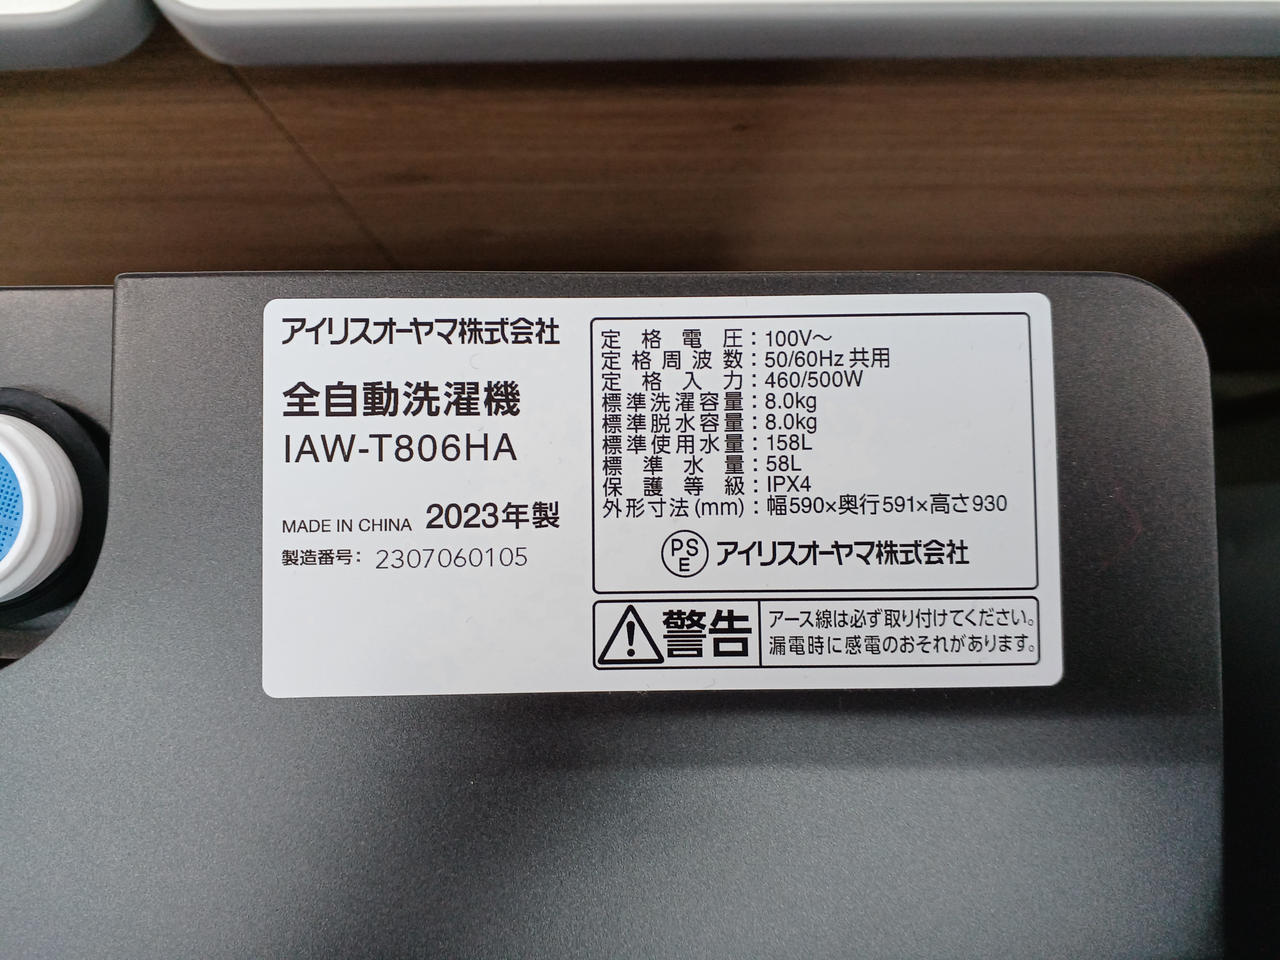 アイリスオーヤマ株式会社
全自動洗濯機
IAW-T806HA
MADE IN CHINA 2023年製
製造番号: 2307060105
定格電圧:100V～
定格周波数:50/60Hz共用
定格入力:460/500W
標準洗濯容量:8.0kg
標準脱水容量:8.0kg
標準使用水量:158L
標準水量:58L
保護等級:IPX4
外形寸法(mm):幅590×奥行591×高さ930
PSE アイリスオーヤマ株式会社
警告
アース線は必ず取り付けてください。
漏電時に感電のおそれがあります。